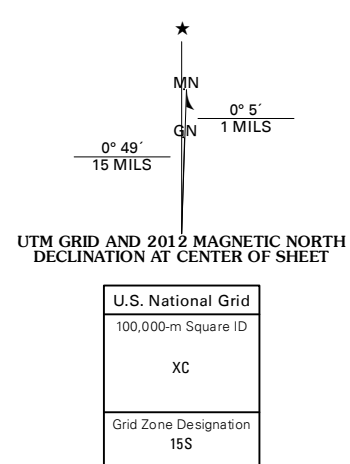 MN
0° 5´
1 MILS
GN
0° 49´
15 MILS
UTM GRID AND 2012 MAGNETIC NORTH
DECLINATION AT CENTER OF SHEET
U.S. National Grid
100,000-m Square ID
XC
Grid Zone Designation
15S